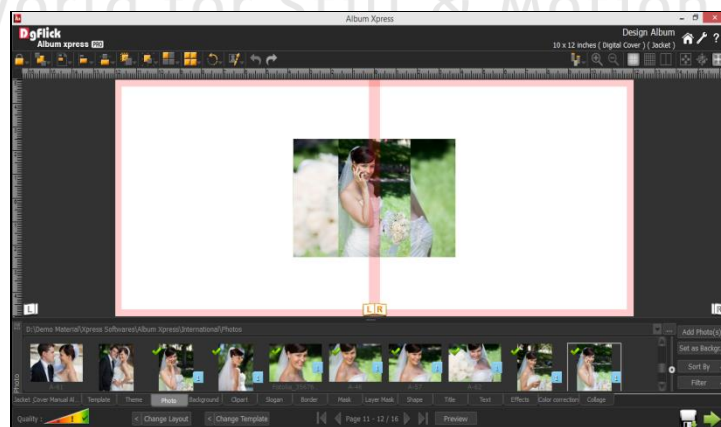 Album Xpress
DgFlick
Album xpress PRO
Design Album
10 x 12 inches ( Digital Cover ) ( Jacket )
L
L R
R
D:\Demo Material\Xpress Softwares\Album Xpress\International\Photos
Add Photo(s)
Set as Backgr
Sort By
Filter
Photo
A-46
Jacket Cover Manual Al... Template Theme Photo Background Clipart Slogan Border Mask Layer Mask Shape Title Text Effects Color correction Collage
Quality :
< Change Layout < Change Template Page 11 - 12 / 16 Preview